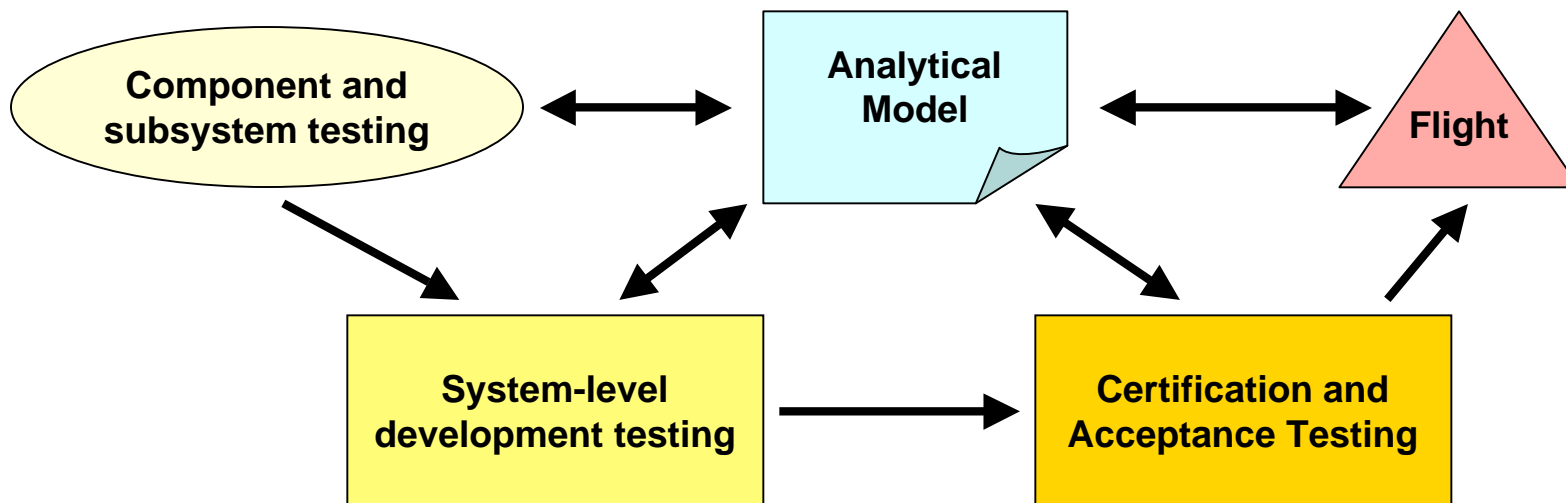 Component and
subsystem testing
Analytical
Model
Flight
System-level
development testing
Certification and
Acceptance Testing